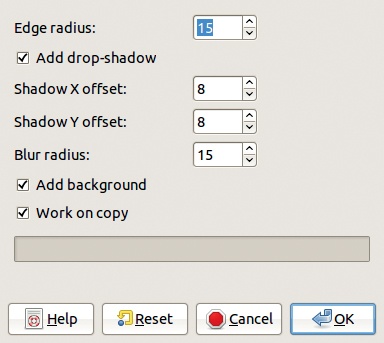 Edge radius: 15
Add drop-shadow
Shadow X offset: 8
Shadow Y offset: 8
Blur radius: 15
Add background
Work on copy
Help Reset Cancel OK